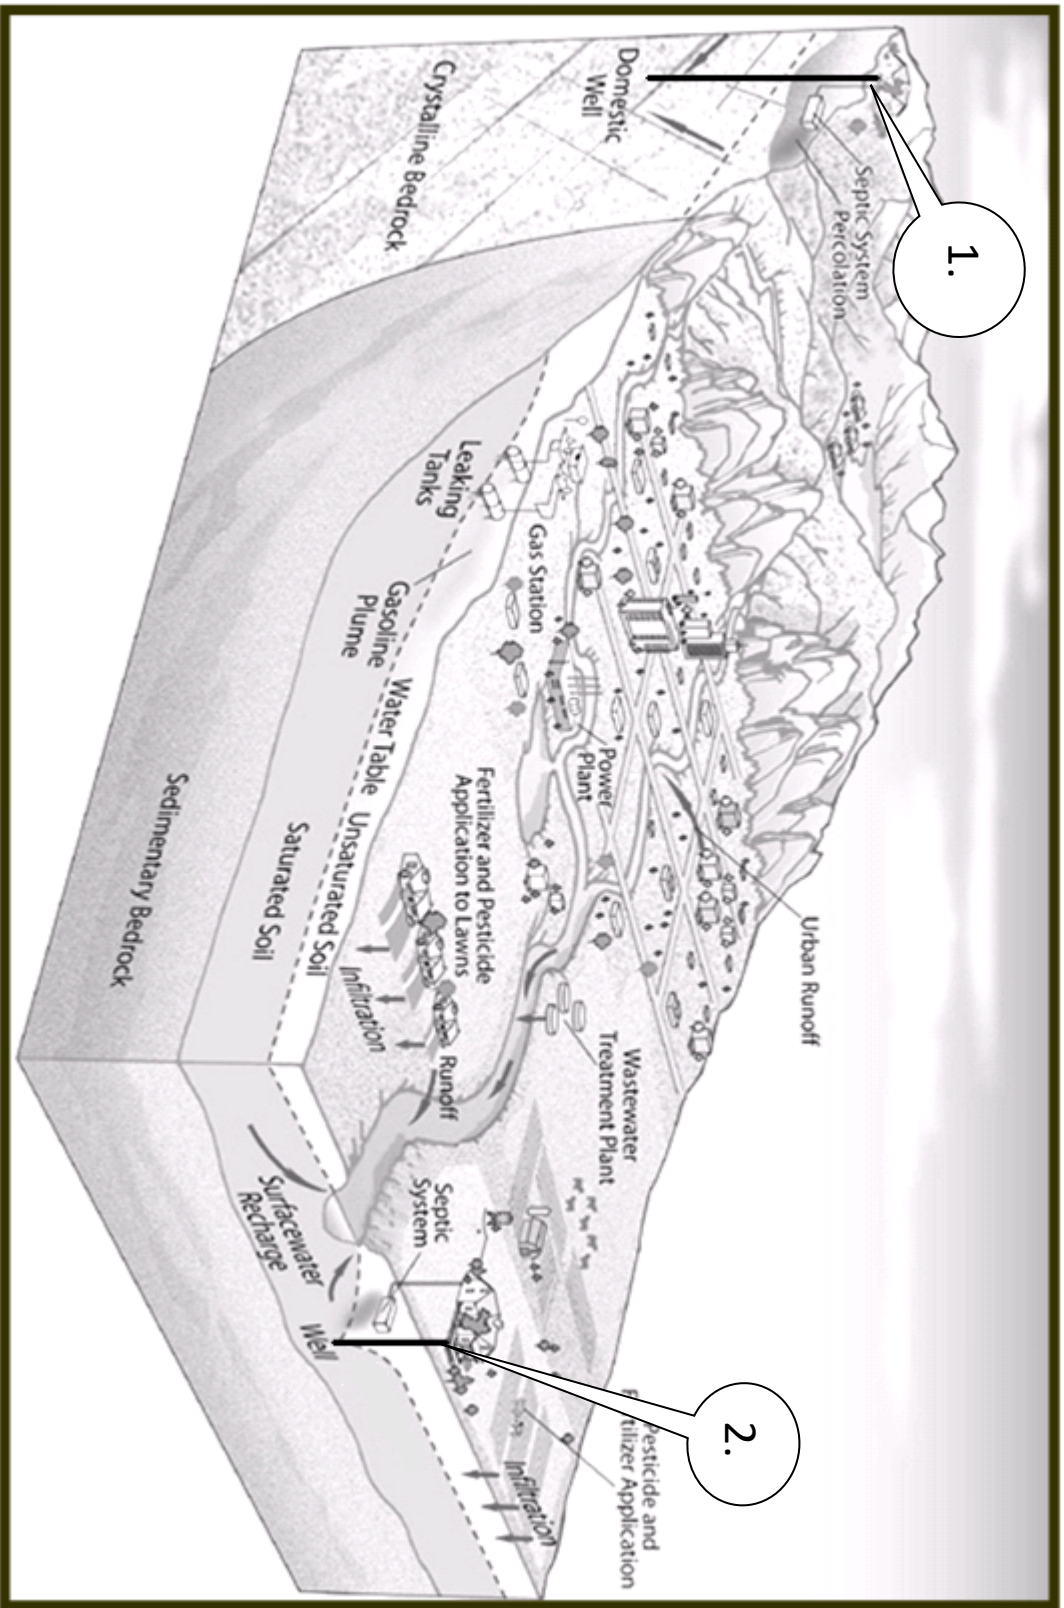 1.
Septic System
Percolation
Domestic
Well
Crystalline Bedrock
Urban Runoff
Gas Station
Power
Plant
Leaking
Tanks
Gasoline
Plume
Water Table
Unsaturated Soil
Saturated Soil
Sedimentary Bedrock
Fertilizer and Pesticide
Application to Lawns
Infiltration
Runoff
Wastewater
Treatment Plant
Septic
System
Surfacewater
Recharge
Well
2.
Pesticide and
Fertilizer Application
Infiltration